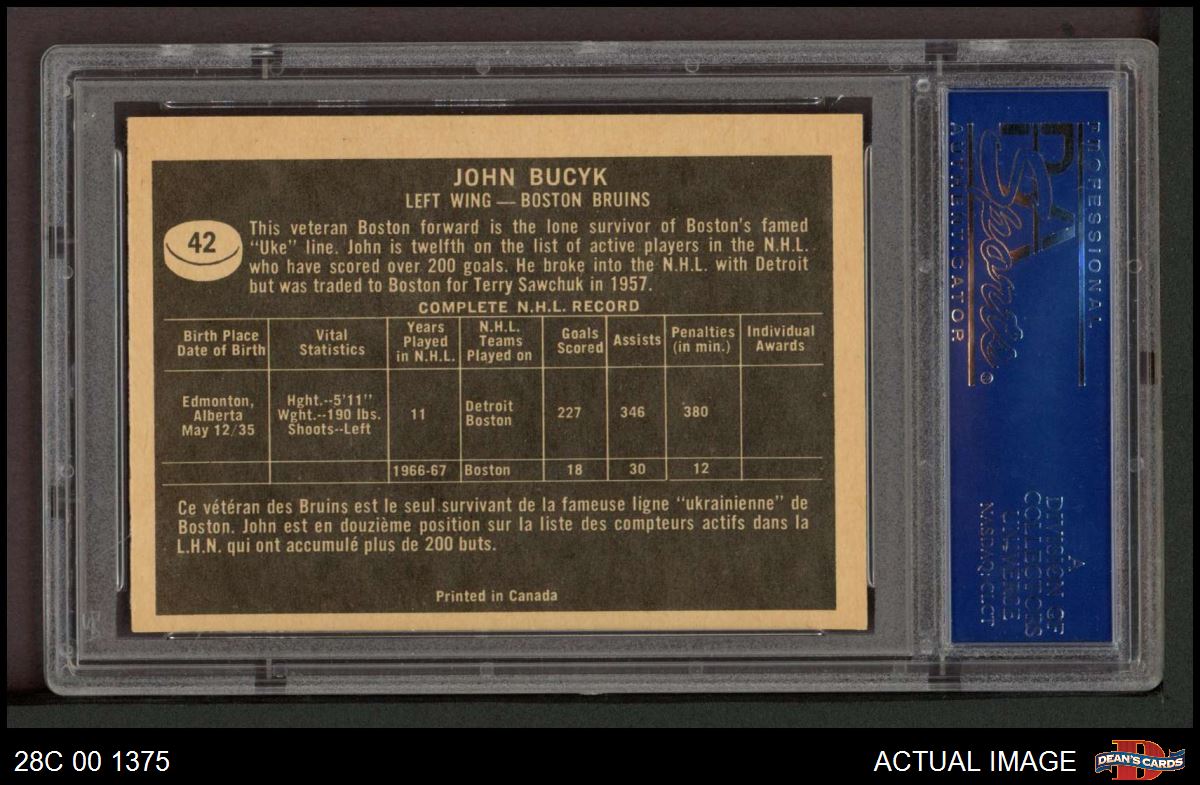 JOHN BUCYK
LEFT WING — BOSTON BRUINS
42
This veteran Boston forward is the lone survivor of Boston's famed
"Uke" line. John is twelfth on the list of active players in the N.H.L.
who have scored over 200 goals. He broke into the N.H.L. with Detroit
but was traded to Boston for Terry Sawchuk in 1957.
COMPLETE N.H.L. RECORD
Birth Place
Date of Birth
Vital
Statistics
Years
Played
in N.H.L.
N.H.L.
Teams
Played on
Goals
Scored
Assists
Penalties
(in min.)
Individual
Awards
Edmonton,
Alberta
May 12/35
Hght.--5'11"
Wght.--190 lbs.
Shoots--Left
11
Detroit
Boston
227
346
380
1966-67
Boston
18
30
12
Ce vétéran des Bruins est le seul survivant de la fameuse ligne "ukrainienne" de
Boston. John est en douzième position sur la liste des compteurs actifs dans la
L.H.N. qui ont accumulé plus de 200 buts.
Printed in Canada
PROFESSIONAL
PSA
Sports
®
AUTHENTICATOR
A
DIVISION OF
COLLECTORS
UNIVERSE
NASDAQ: CLCT
28C 00 1375
ACTUAL IMAGE
D
DEAN'S CARDS